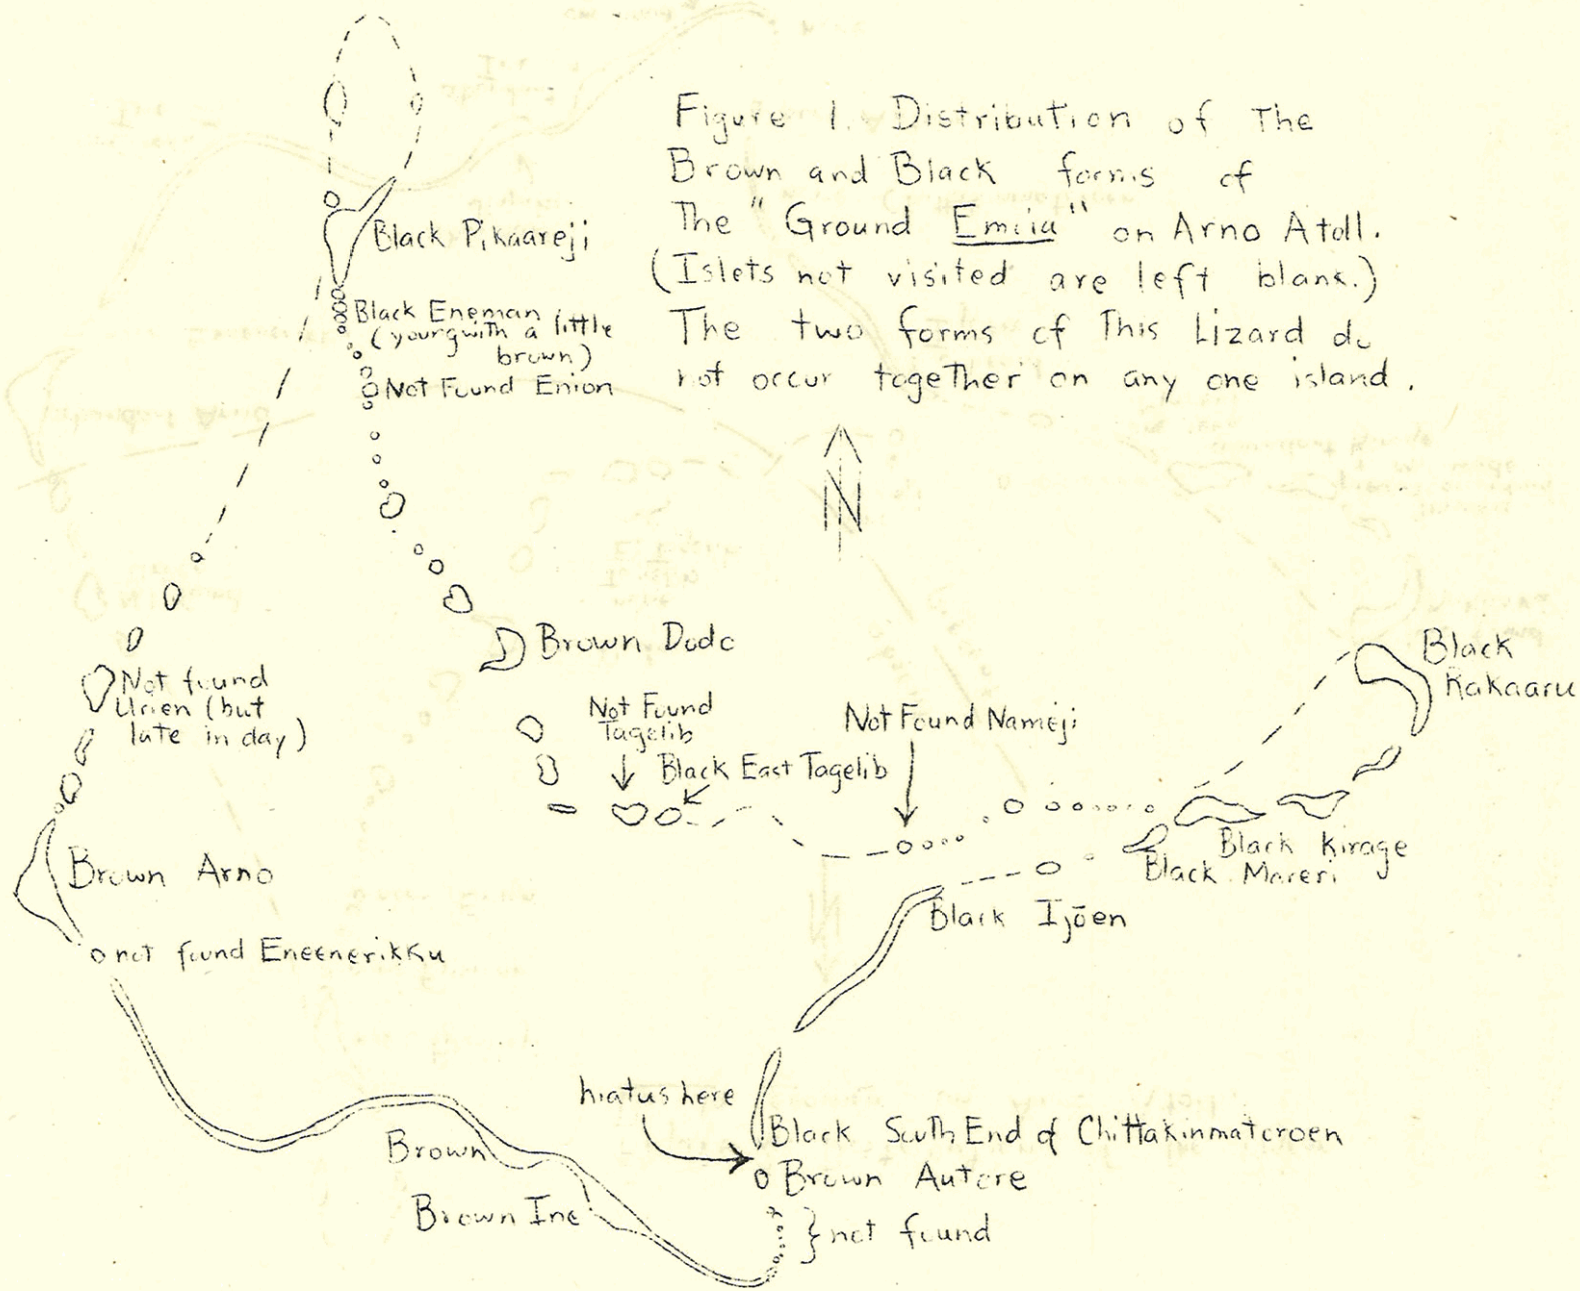 Figure 1. Distribution of The
Brown and Black forms of
The "Ground Emiia" on Arno Atoll.
(Islets not visited are left blank.)
The two forms of This Lizard do
not occur together on any one island.
Black Pikaareji
Black Eneman
(young with a little
brown)
Not Found Enion
N
Brown Dodo
Black
Kakaaru
Not found
Urien (but
late in day)
Not Found
Tagelib
Not Found Nameji
Black East Tagelib
Black Kirage
Black Mareri
Brown Arno
Black Ijōen
not found Eneenerikku
hiatus here
Black South End of Chittakinmatoroen
Brown
Brown Autore
Brown Ine
} not found